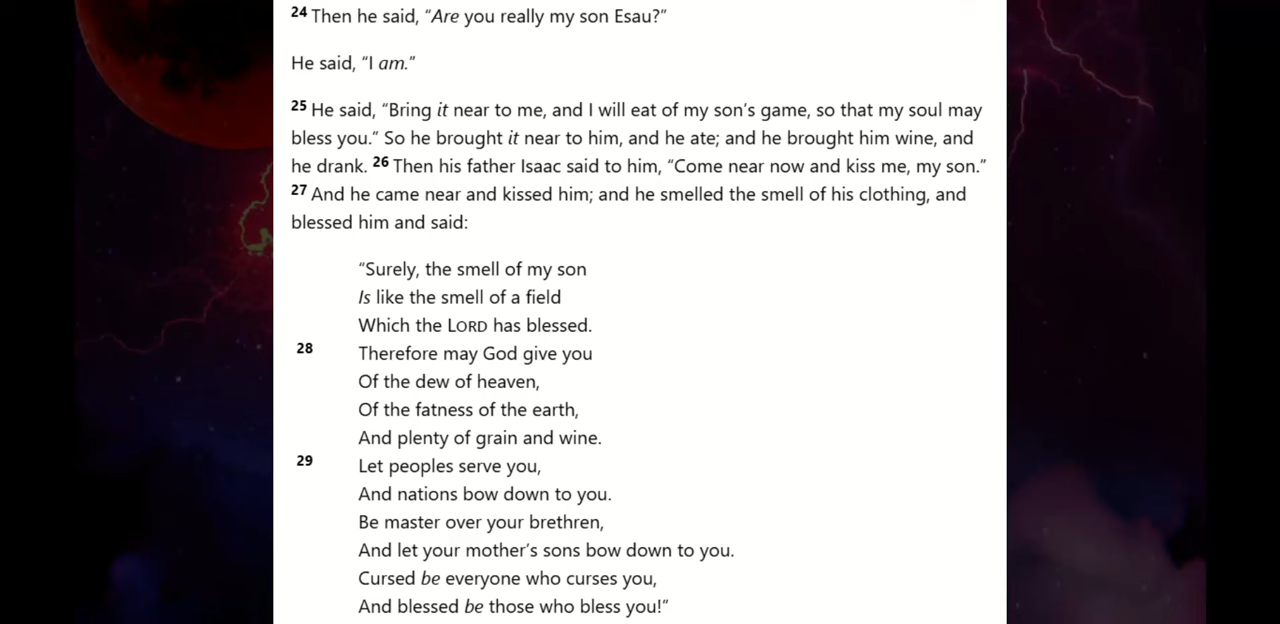 24 Then he said, “Are you really my son Esau?”
He said, “I am.”
25 He said, “Bring it near to me, and I will eat of my son’s game, so that my soul may
bless you.” So he brought it near to him, and he ate; and he brought him wine, and
he drank. 26 Then his father Isaac said to him, “Come near now and kiss me, my son.”
27 And he came near and kissed him; and he smelled the smell of his clothing, and
blessed him and said:
“Surely, the smell of my son
Is like the smell of a field
Which the LORD has blessed.
28 Therefore may God give you
Of the dew of heaven,
Of the fatness of the earth,
And plenty of grain and wine.
29 Let peoples serve you,
And nations bow down to you.
Be master over your brethren,
And let your mother’s sons bow down to you.
Cursed be everyone who curses you,
And blessed be those who bless you!”